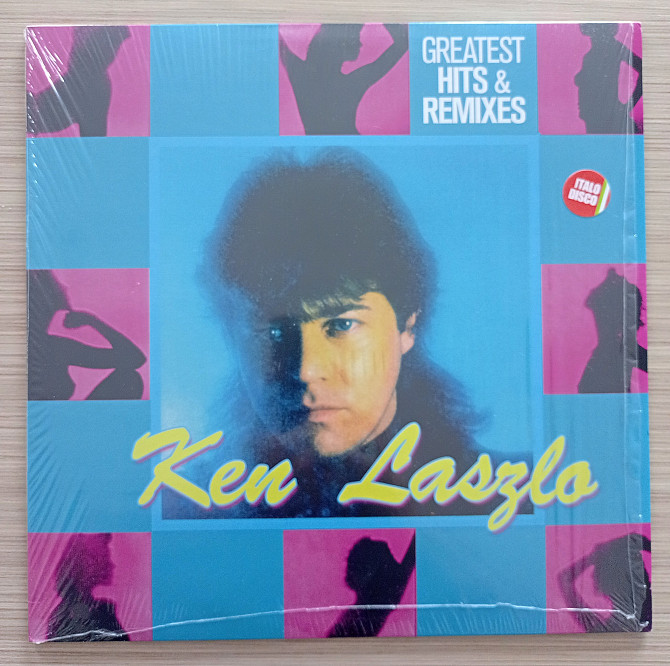 GREATEST
HITS &
REMIXES
ITALO
DISCO
Ken Laszlo